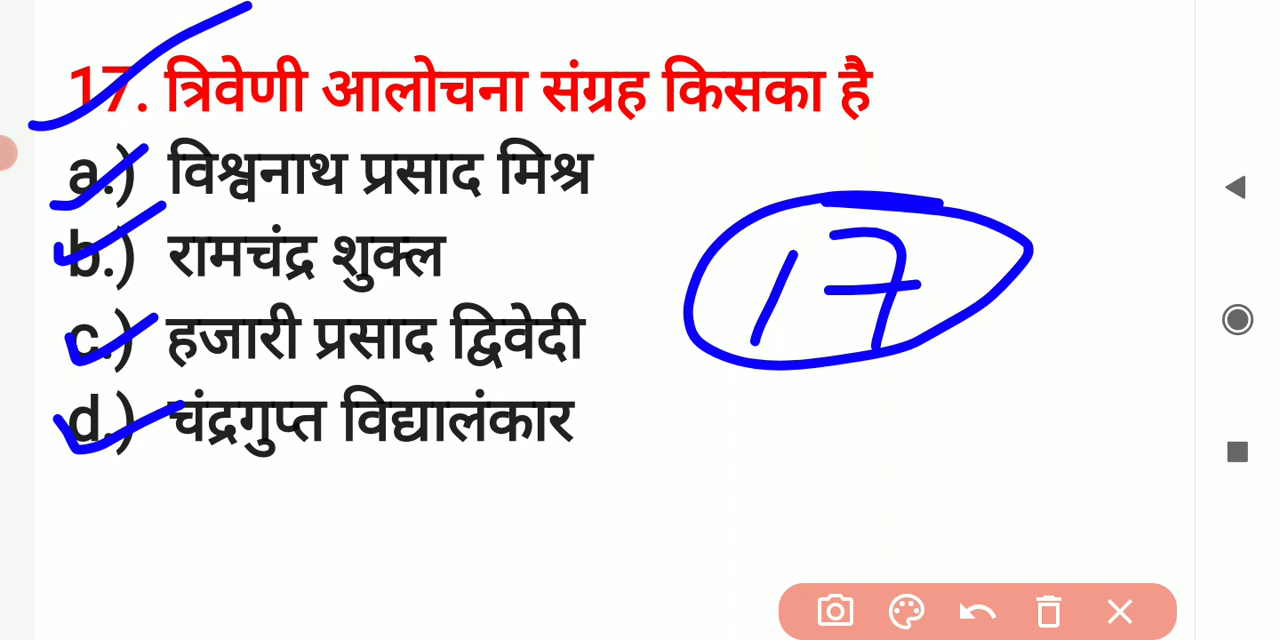 17. त्रिवेणी आलोचना संग्रह किसका है
a.) विश्वनाथ प्रसाद मिश्र
b.) रामचंद्र शुक्ल
17
c.) हजारी प्रसाद द्विवेदी
d.) चंद्रगुप्त विद्यालंकार